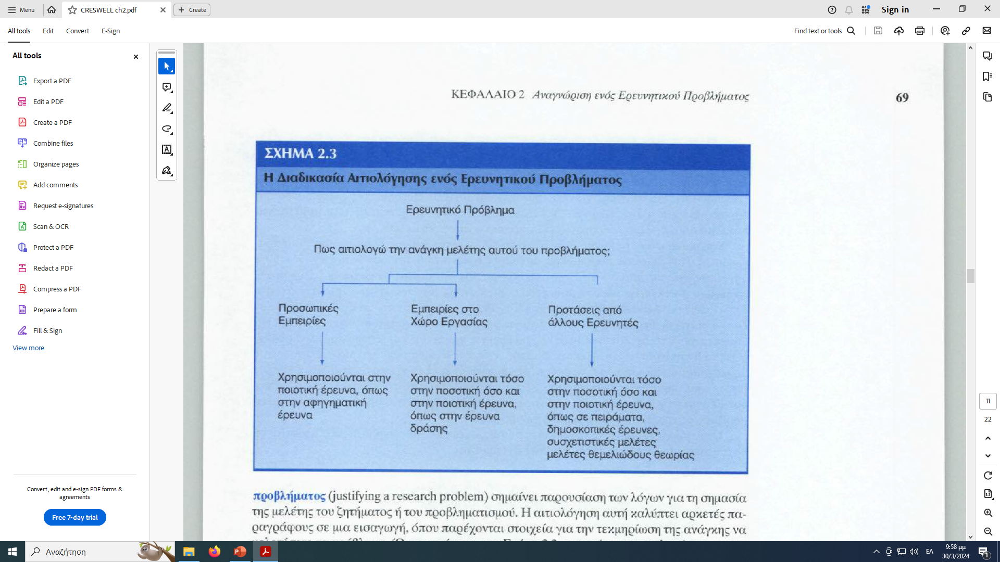 Menu
CRESWELL ch2.pdf
Create
Sign in
All tools
Edit
Convert
E-Sign
Find text or tools
All tools
Export a PDF
Edit a PDF
Create a PDF
Combine files
Organize pages
Add comments
Request e-signatures
Scan & OCR
Protect a PDF
Redact a PDF
Compress a PDF
Prepare a form
Fill & Sign
View more
Convert, edit and e-sign PDF forms &
agreements
Free 7-day trial
ΚΕΦΑΛΑΙΟ 2 Αναγνώριση ενός Ερευνητικού Προβλήματος
69
ΣΧΗΜΑ 2.3
Η Διαδικασία Αιτιολόγησης ενός Ερευνητικού Προβλήματος
Ερευνητικό Πρόβλημα
Πως αιτιολογώ την ανάγκη μελέτης αυτού του προβλήματος;
Προσωπικές
Εμπειρίες
Εμπειρίες στο
Χώρο Εργασίας
Προτάσεις από
άλλους Ερευνητές
Χρησιμοποιούνται στην
ποιοτική έρευνα, όπως
στην αφηγηματική
έρευνα
Χρησιμοποιούνται τόσο
στην ποσοτική όσο και
στην ποιοτική έρευνα,
όπως στην έρευνα
δράσης
Χρησιμοποιούνται τόσο
στην ποσοτική όσο και
στην ποιοτική έρευνα,
όπως σε πειράματα,
δημοσκοπικές έρευνες,
συσχετιστικές μελέτες
μελέτες θεμελιώδους θεωρίας
προβλήματος (justifying a research problem) σημαίνει παρουσίαση των λόγων για τη σημασία
της μελέτης του ζητήματος ή του προβληματισμού. Η αιτιολόγηση αυτή καλύπτει αρκετές πα-
ραγράφους σε μια εισαγωγή, όπου παρέχονται στοιχεία για την τεκμηρίωση της ανάγκης να
11
22
1:1
Αναζήτηση
ΕΛ
9:58 μμ
30/3/2024
1